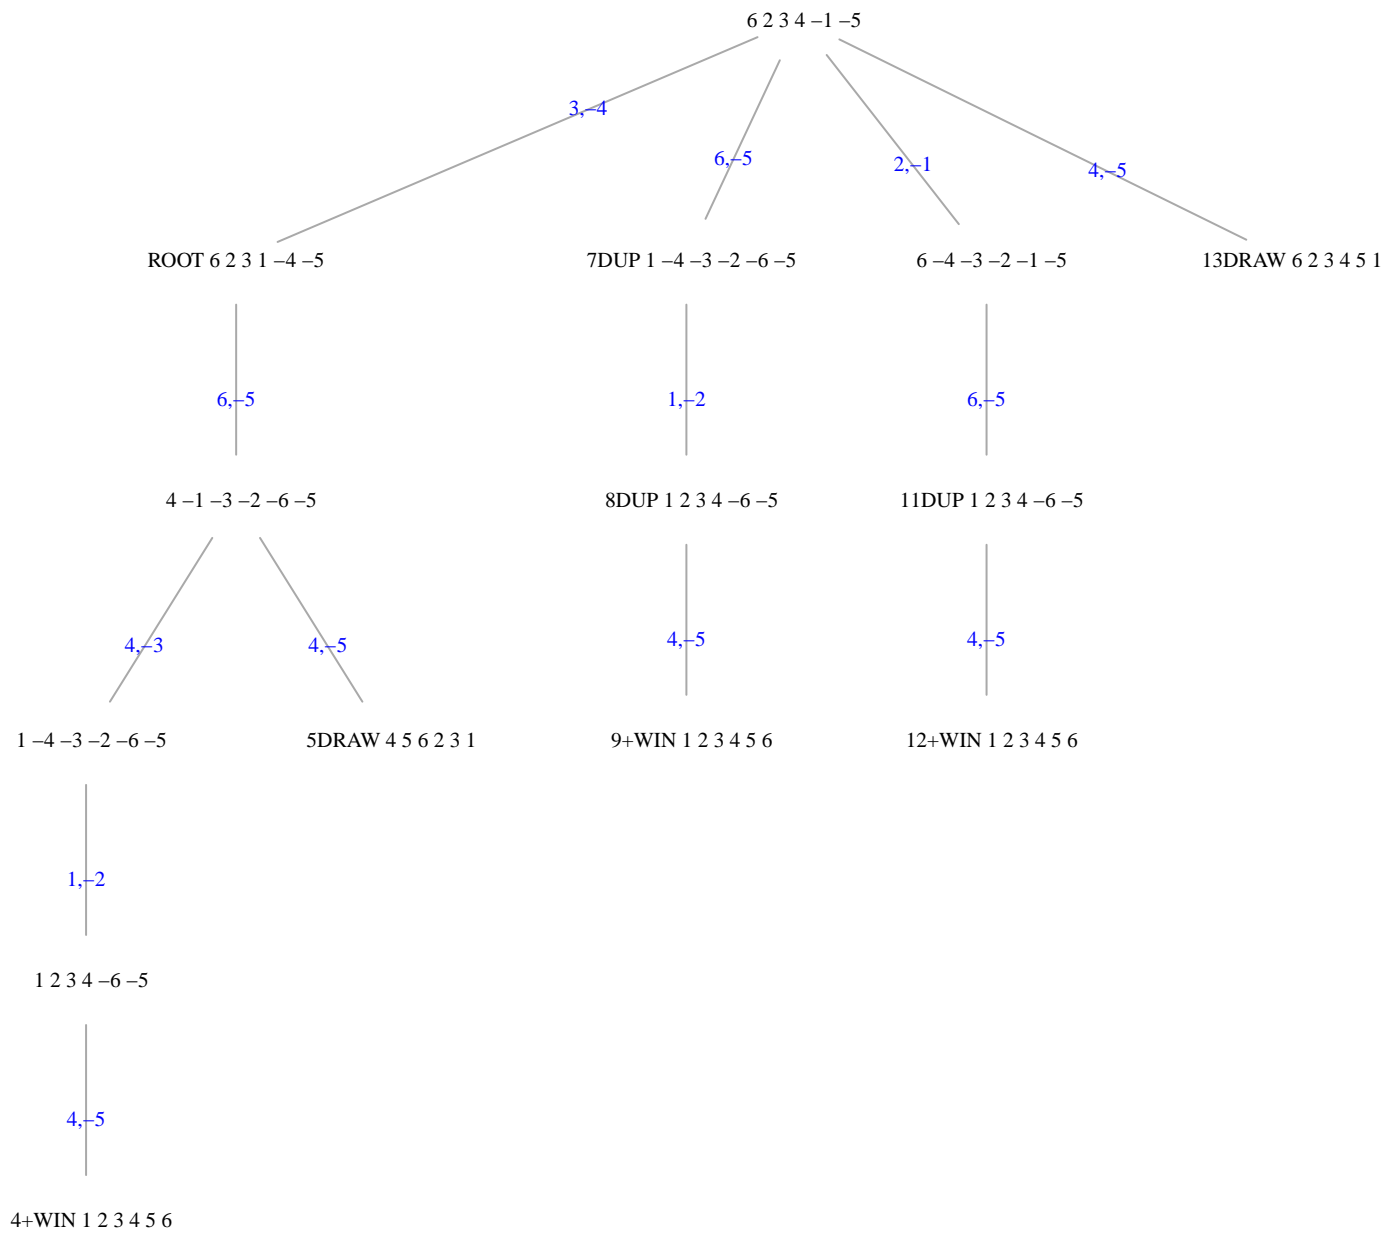 6 2 3 4 –1 –5
3,–4
6,–5
2,–1
4,–5
ROOT 6 2 3 1 –4 –5
7DUP 1 –4 –3 –2 –6 –5
6 –4 –3 –2 –1 –5
13DRAW 6 2 3 4 5 1
6,–5
1,–2
6,–5
4 –1 –3 –2 –6 –5
8DUP 1 2 3 4 –6 –5
11DUP 1 2 3 4 –6 –5
4,–3
4,–5
4,–5
4,–5
1 –4 –3 –2 –6 –5
5DRAW 4 5 6 2 3 1
9+WIN 1 2 3 4 5 6
12+WIN 1 2 3 4 5 6
1,–2
1 2 3 4 –6 –5
4,–5
4+WIN 1 2 3 4 5 6